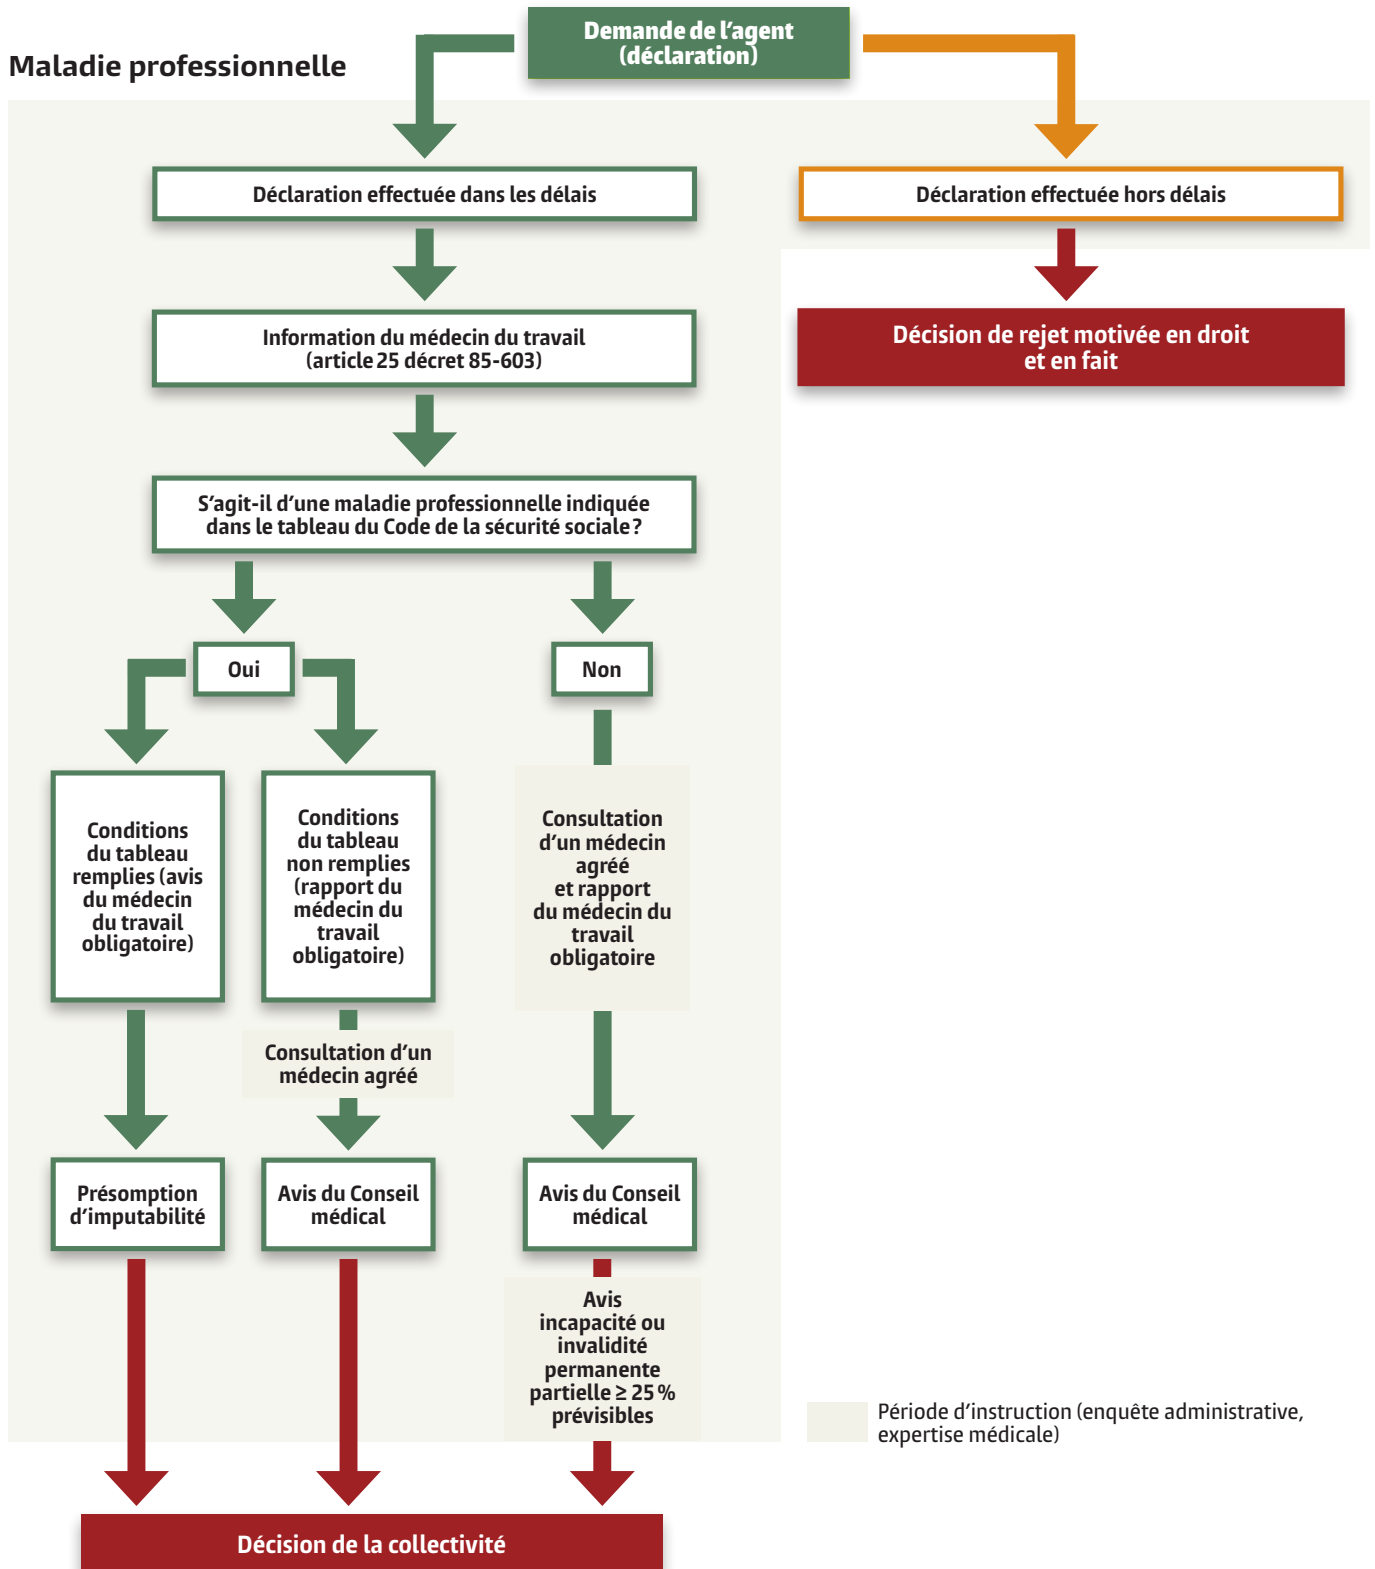 Demande de l'agent
(déclaration)
Maladie professionnelle
Déclaration effectuée dans les délais
Déclaration effectuée hors délais
Information du médecin du travail
(article 25 décret 85-603)
Décision de rejet motivée en droit
et en fait
S'agit-il d'une maladie professionnelle indiquée
dans le tableau du Code de la sécurité sociale ?
Oui
Non
Conditions
du tableau
remplies (avis
du médecin
du travail
obligatoire)
Conditions
du tableau
non remplies
(rapport du
médecin du
travail
obligatoire)
Consultation
d'un médecin
agréé
et rapport
du médecin du
travail
obligatoire
Consultation d'un
médecin agréé
Présomption
d'imputabilité
Avis du Conseil
médical
Avis du Conseil
médical
Avis
incapacité ou
invalidité
permanente
partielle ≥ 25 %
prévisibles
Période d'instruction (enquête administrative,
expertise médicale)
Décision de la collectivité